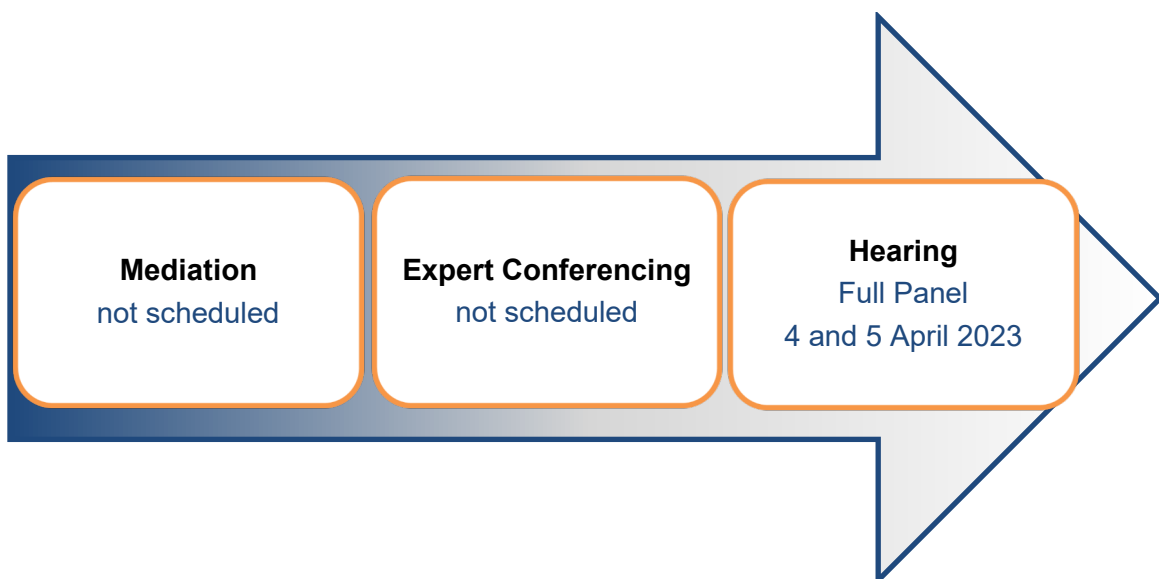 Mediation
not scheduled
Expert Conferencing
not scheduled
Hearing
Full Panel
4 and 5 April 2023